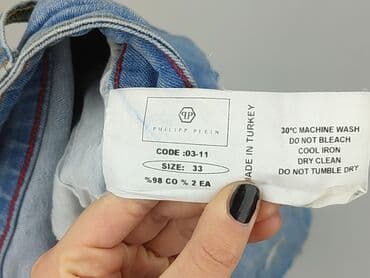 PHILIPP PLEIN
CODE :03-11
SIZE: 33
%98 CO % 2 EA
MADE IN TURKEY
30°C MACHINE WASH
DO NOT BLEACH
COOL IRON
DRY CLEAN
DO NOT TUMBLE DRY